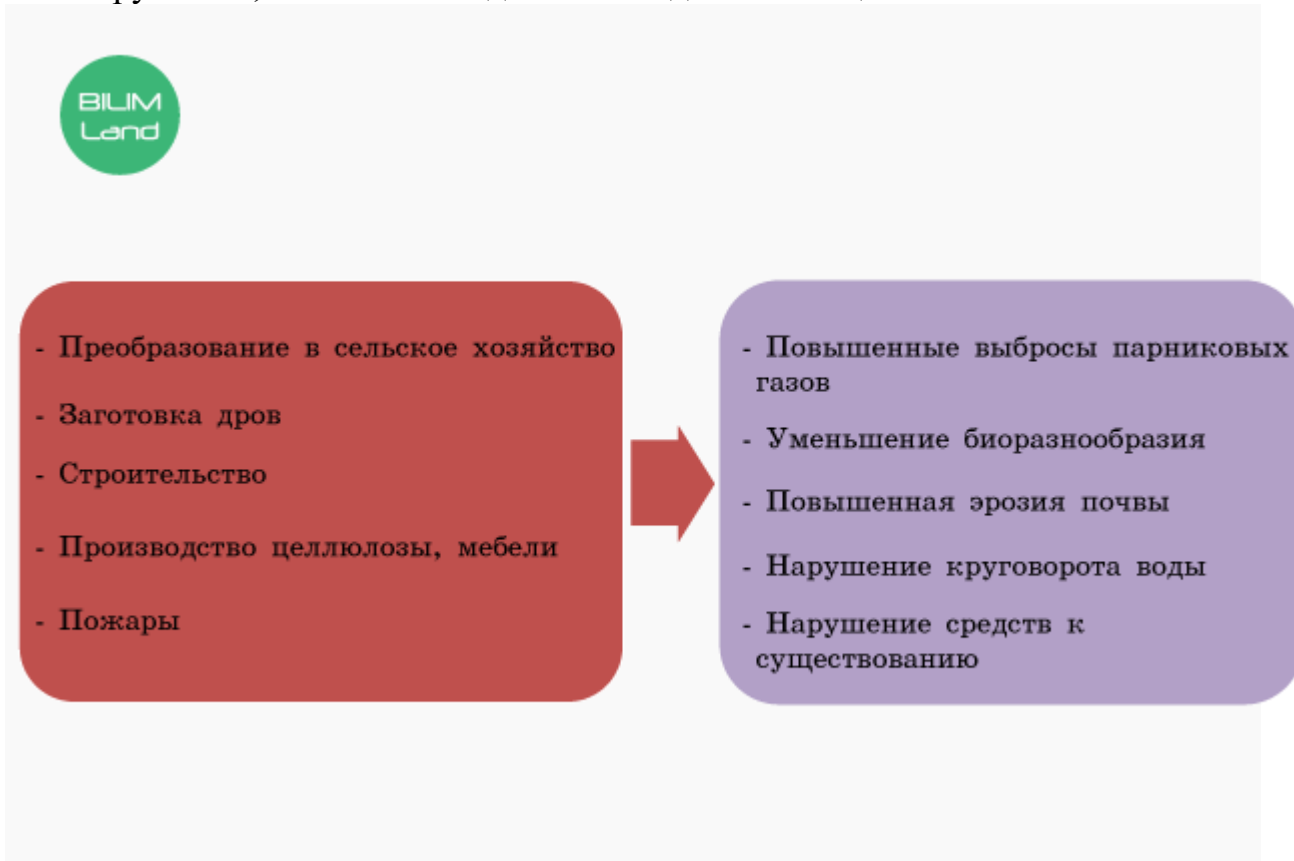 BILIM
Land
- Преобразование в сельское хозяйство
- Заготовка дров
- Строительство
- Производство целлюлозы, мебели
- Пожары
- Повышенные выбросы парниковых
газов
- Уменьшение биоразнообразия
- Повышенная эрозия почвы
- Нарушение круговорота воды
- Нарушение средств к
существованию